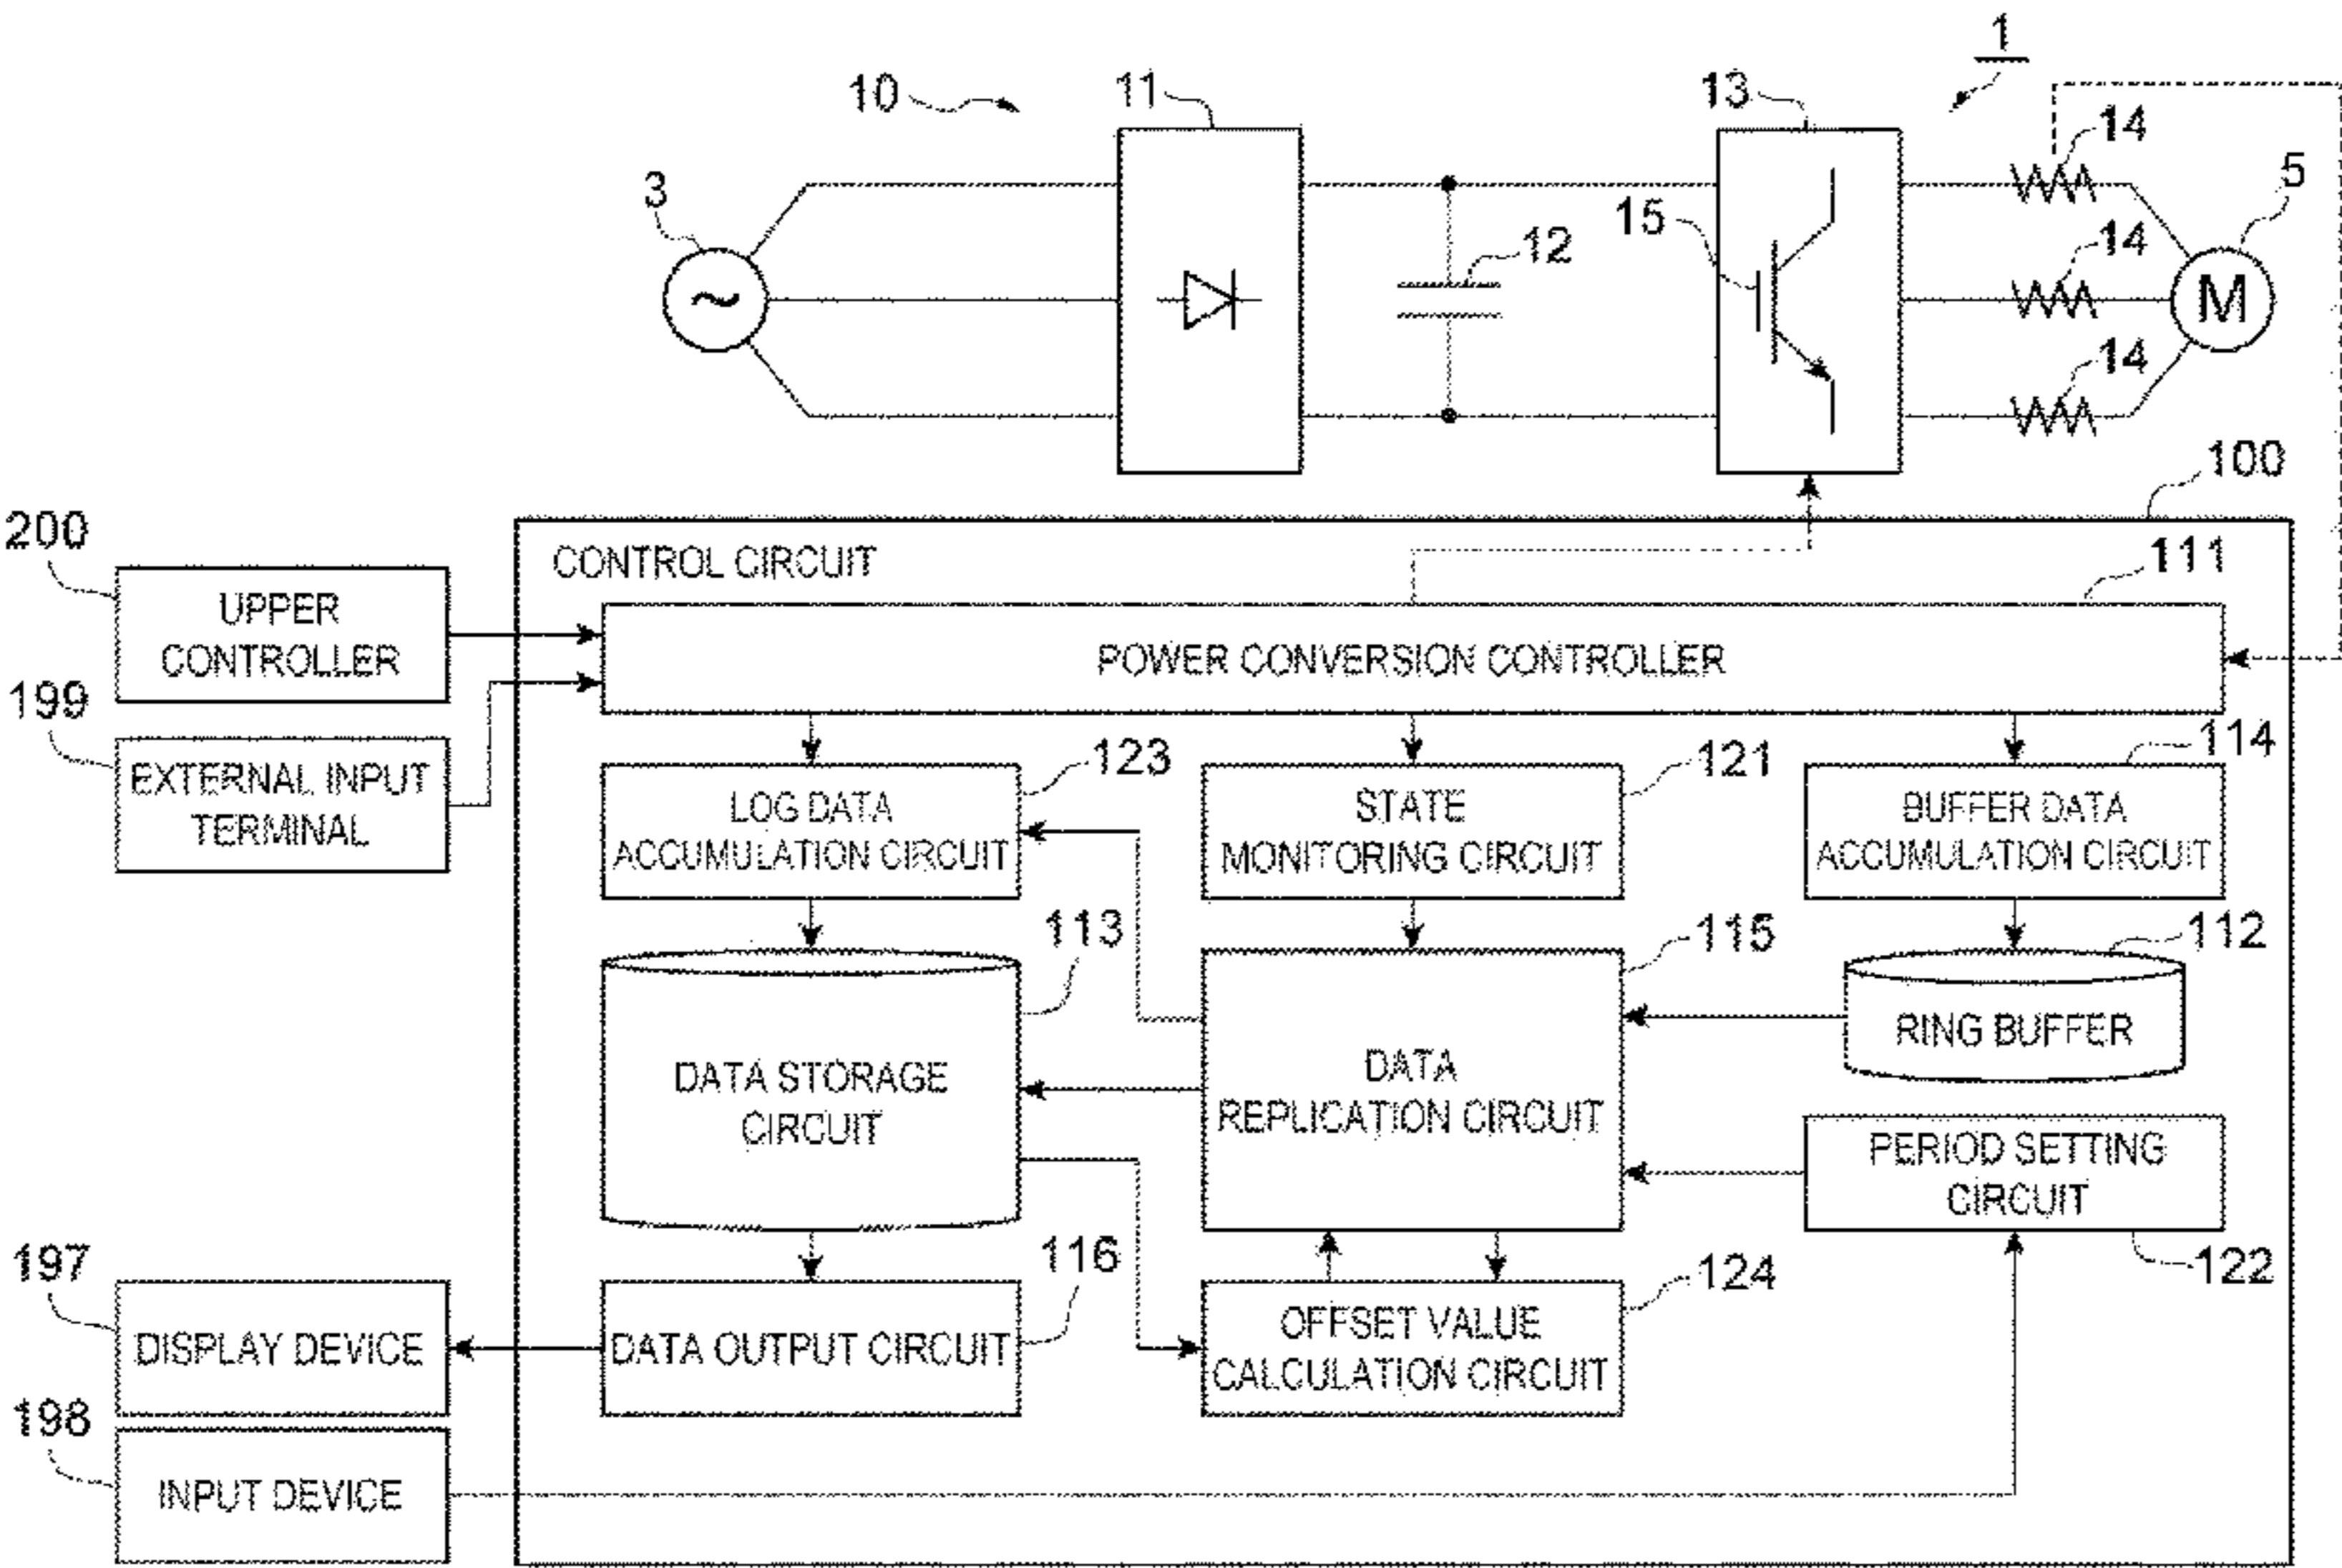 1
10
11
13
14
3
5
15
12
14
14
100
200
CONTROL CIRCUIT
111
UPPER
CONTROLLER
POWER CONVERSION CONTROLLER
199
123
121
114
EXTERNAL INPUT
TERMINAL
LOG DATA
ACCUMULATION CIRCUIT
STATE
MONITORING CIRCUIT
BUFFER DATA
ACCUMULATION CIRCUIT
113
115
112
RING BUFFER
DATA STORAGE
CIRCUIT
DATA
REPLICATION CIRCUIT
PERIOD SETTING
CIRCUIT
197
116
124
122
DISPLAY DEVICE
DATA OUTPUT CIRCUIT
OFFSET VALUE
CALCULATION CIRCUIT
198
INPUT DEVICE
~
M